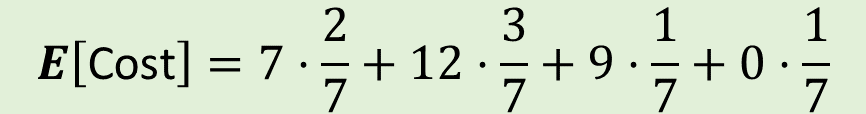 E[Cost] = 7 · 2/7 + 12 · 3/7 + 9 · 1/7 + 0 · 1/7